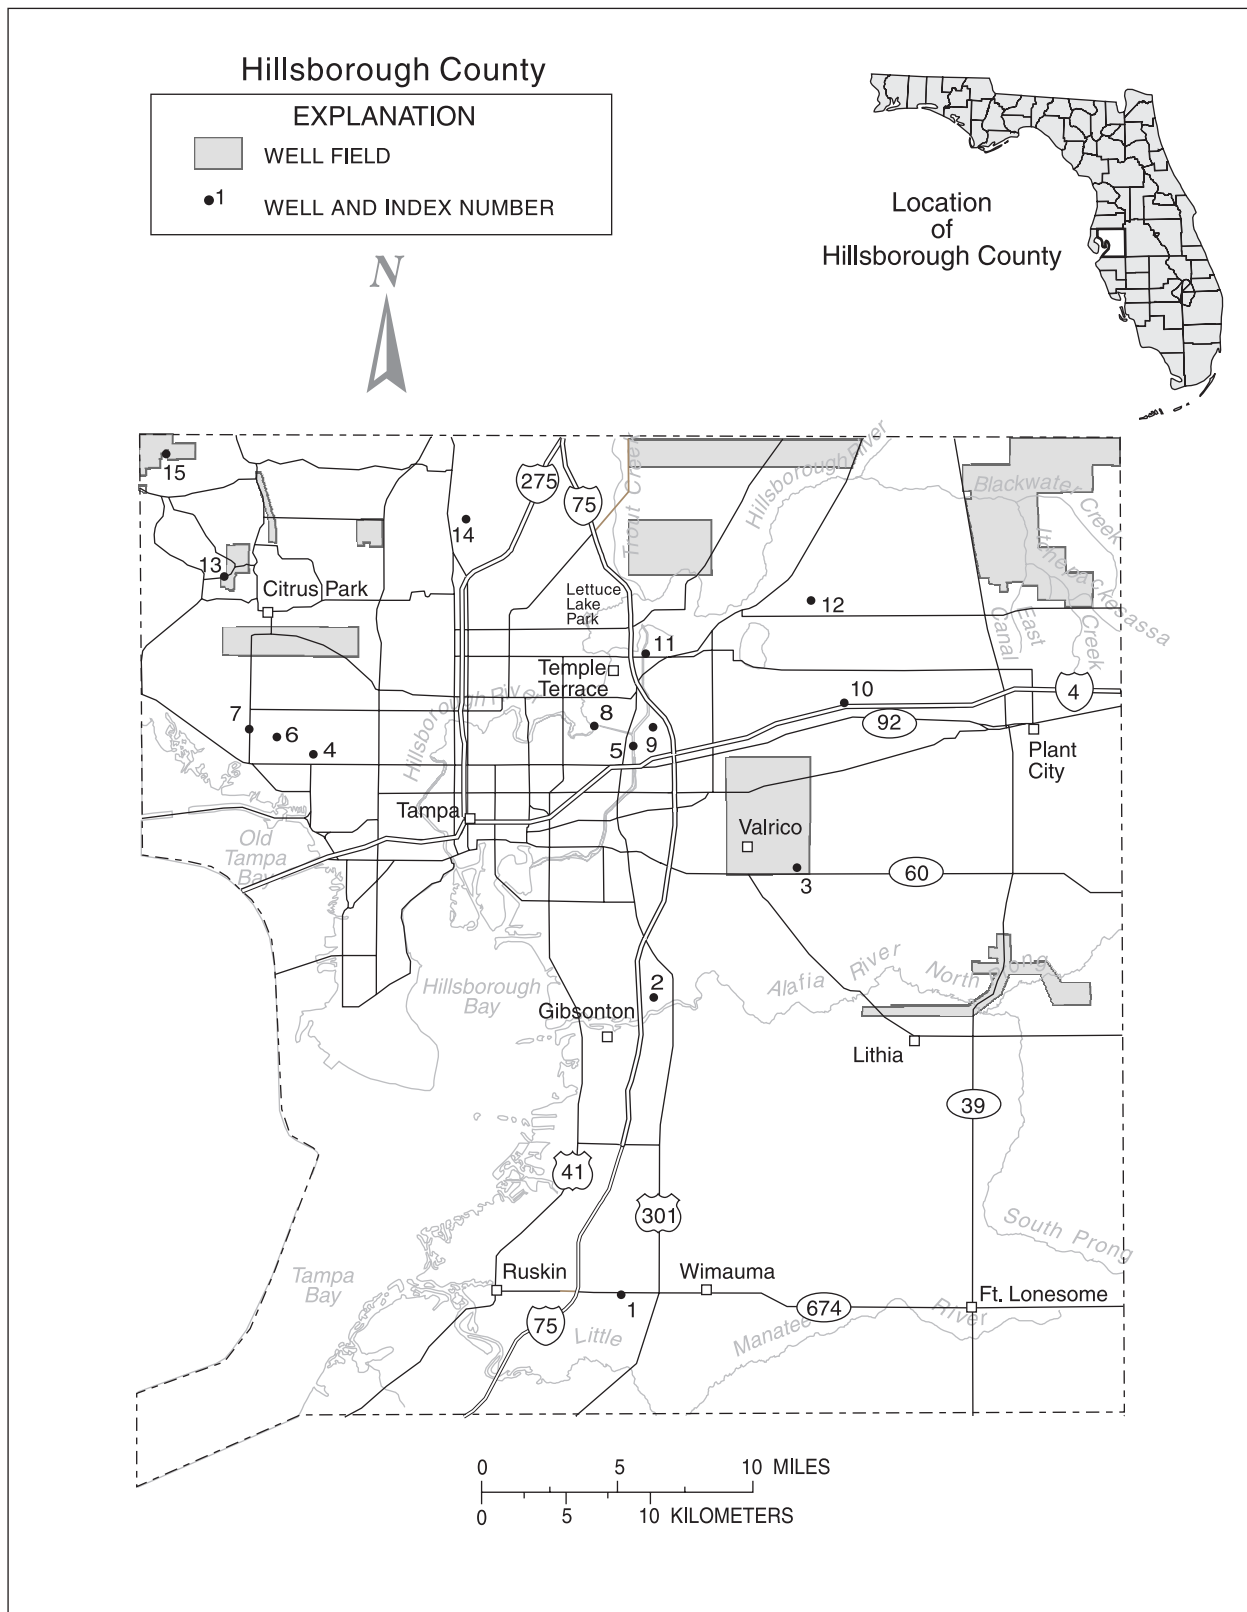 Hillsborough County
EXPLANATION
WELL FIELD
1
WELL AND INDEX NUMBER
N
Location
of
Hillsborough County
15
275
75
14
Trout Creek
Hillsborough River
Blackwater Creek
Itchepackesassa
Creek
East
Canal
13
Citrus Park
Lettuce
Lake
Park
12
11
Temple
Terrace
Hillsborough River
10
4
92
7
6
4
8
5
9
Plant
City
Tampa
Old
Tampa
Bay
Valrico
3
60
Hillsborough
Bay
2
Gibsonton
Alafia River
North Prong
Lithia
39
41
301
South Prong
Tampa
Bay
Ruskin
Wimauma
1
674
Ft. Lonesome
75
Little
Manatee
River
0 5 10 MILES
0 5 10 KILOMETERS